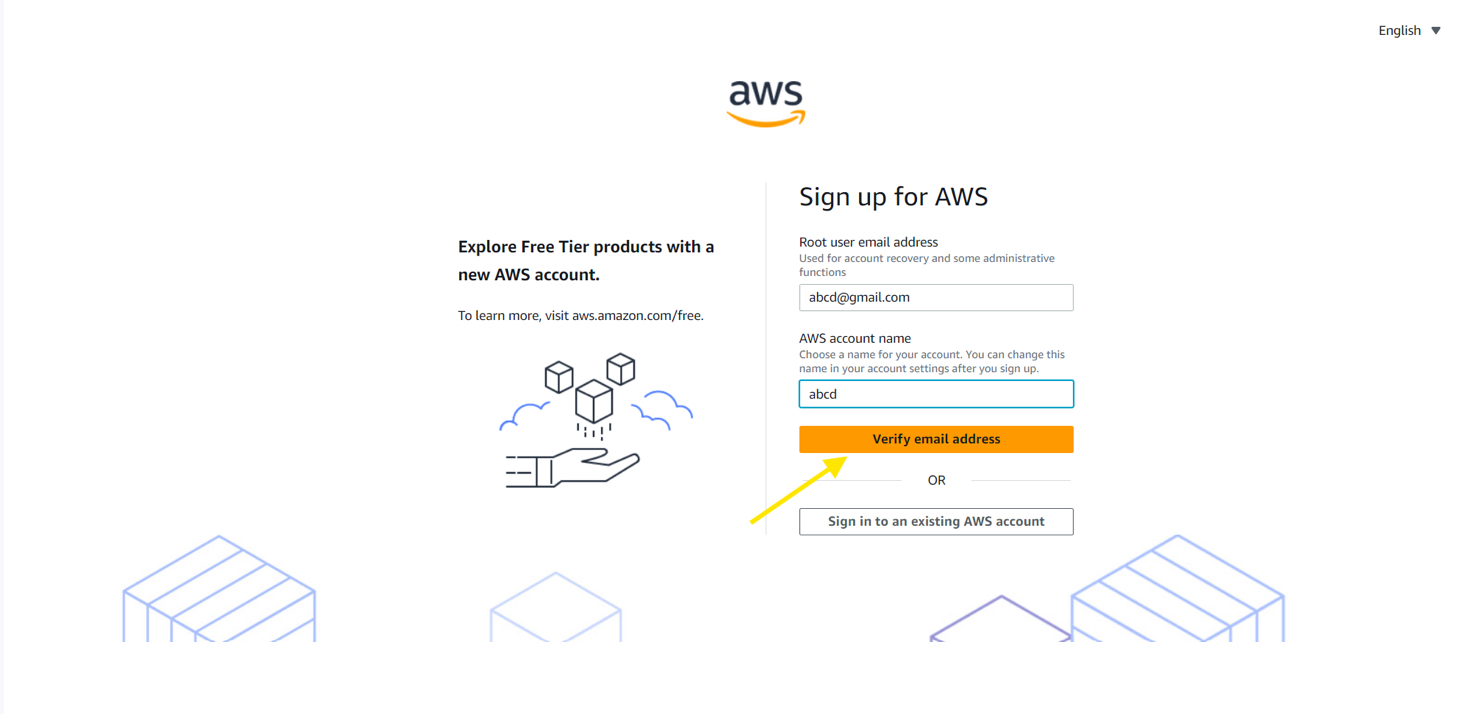 English
aws
Explore Free Tier products with a
new AWS account.
To learn more, visit aws.amazon.com/free.
Sign up for AWS
Root user email address
Used for account recovery and some administrative
functions
abcd@gmail.com
AWS account name
Choose a name for your account. You can change this
name in your account settings after you sign up.
abcd
Verify email address
OR
Sign in to an existing AWS account